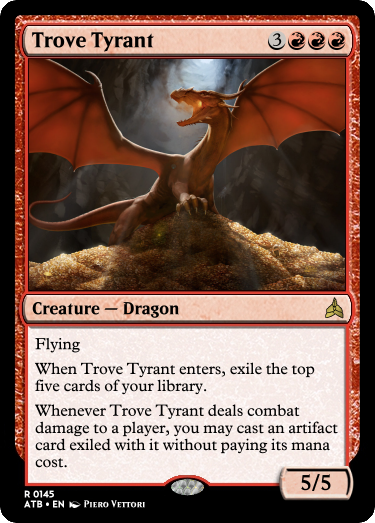 Trove Tyrant 3
Creature — Dragon
Flying
When Trove Tyrant enters, exile the top
five cards of your library.
Whenever Trove Tyrant deals combat
damage to a player, you may cast an artifact
card exiled with it without paying its mana
cost.
5/5
R 0145
ATB • EN Piero Vettori